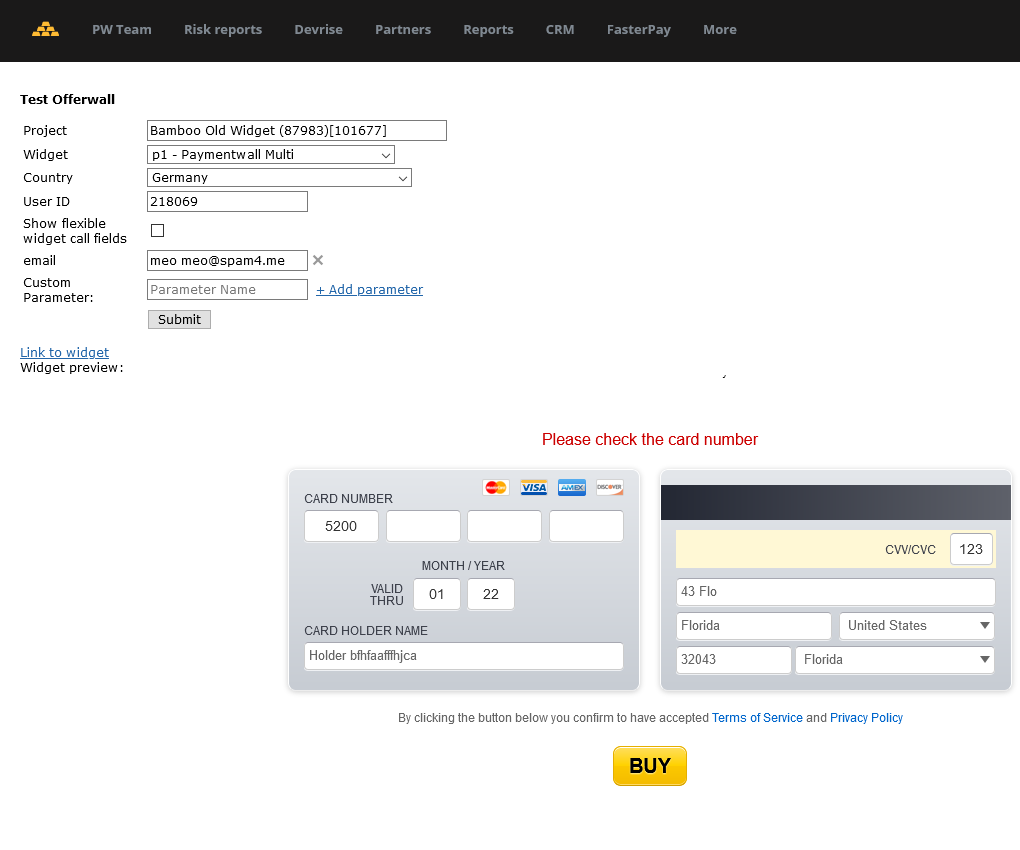 PW Team Risk reports Devrise Partners Reports CRM FasterPay More
Test Offerwall
Project Bamboo Old Widget (87983)[101677]
Widget p1 - Paymentwall Multi
Country Germany
User ID 218069
Show flexible
widget call fields
email meo meo@spam4.me
Custom
Parameter: Parameter Name + Add parameter
Submit
Link to widget
Widget preview:
Please check the card number
VISA AMEX DISCOVER
CARD NUMBER
5200
MONTH / YEAR
VALID
THRU 01 22
CARD HOLDER NAME
Holder bfhfaafffhjca
CVV/CVC 123
43 Flo
Florida United States
32043 Florida
By clicking the button below you confirm to have accepted Terms of Service and Privacy Policy
BUY